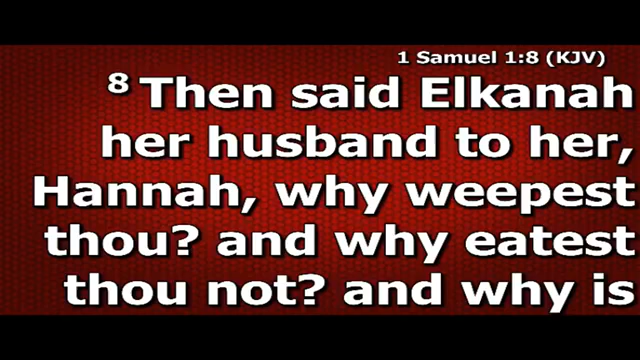 1 Samuel 1:8 (KJV)
8 Then said Elkanah
her husband to her,
Hannah, why weepest
thou? and why eatest
thou not? and why is